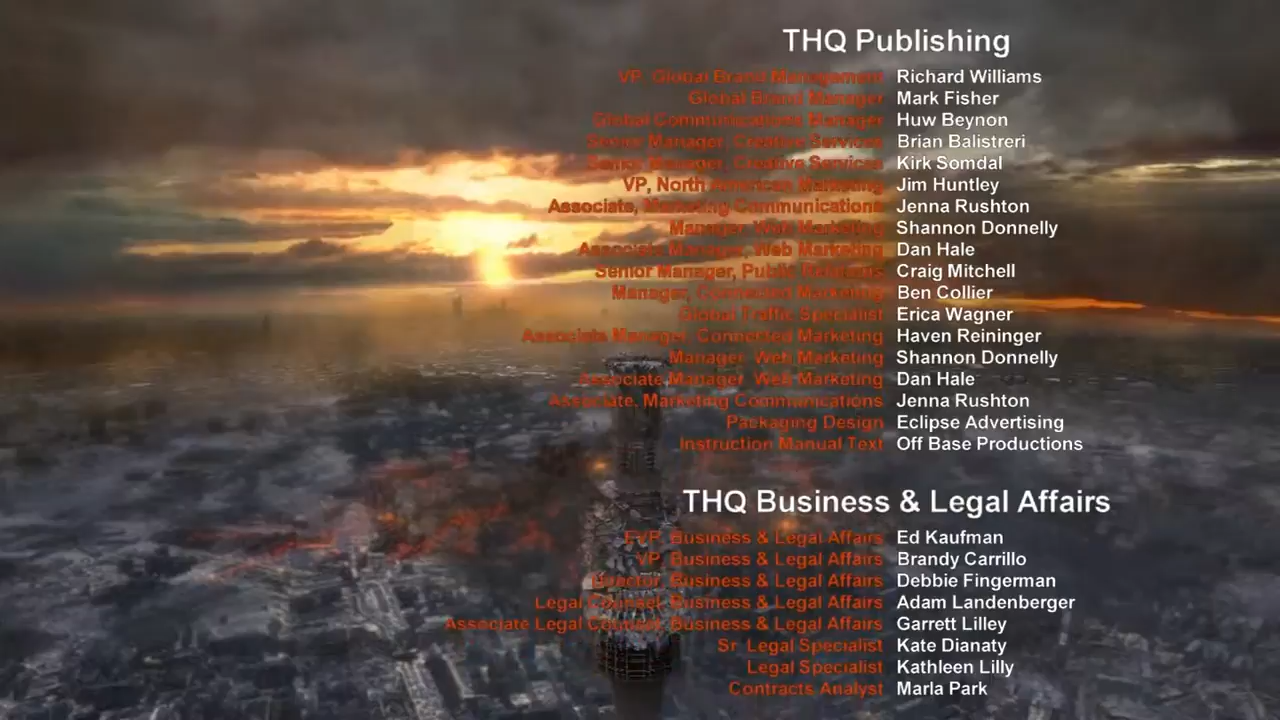 THQ Publishing
VP, Global Brand Management Richard Williams
Global Brand Manager Mark Fisher
Global Communications Manager Huw Beynon
Senior Manager, Creative Services Brian Balistreri
Senior Manager, Creative Services Kirk Somdal
VP, North American Marketing Jim Huntley
Associate, Marketing Communications Jenna Rushton
Manager Web Marketing Shannon Donnelly
Associate Manager, Web Marketing Dan Hale
Senior Manager, Public Relations Craig Mitchell
Manager, Connected Marketing Ben Collier
Global Traffic Specialist Erica Wagner
Associate Manager, Connected Marketing Haven Reininger
Manager, Web Marketing Shannon Donnelly
Associate Manager, Web Marketing Dan Hale
Associate, Marketing Communications Jenna Rushton
Packaging Design Eclipse Advertising
Instruction Manual Text Off Base Productions
THQ Business & Legal Affairs
EVP, Business & Legal Affairs Ed Kaufman
VP, Business & Legal Affairs Brandy Carrillo
Director, Business & Legal Affairs Debbie Fingerman
Legal Counsel, Business & Legal Affairs Adam Landenberger
Associate Legal Counsel, Business & Legal Affairs Garrett Lilley
Sr Legal Specialist Kate Dianaty
Legal Specialist Kathleen Lilly
Contracts Analyst Marla Park